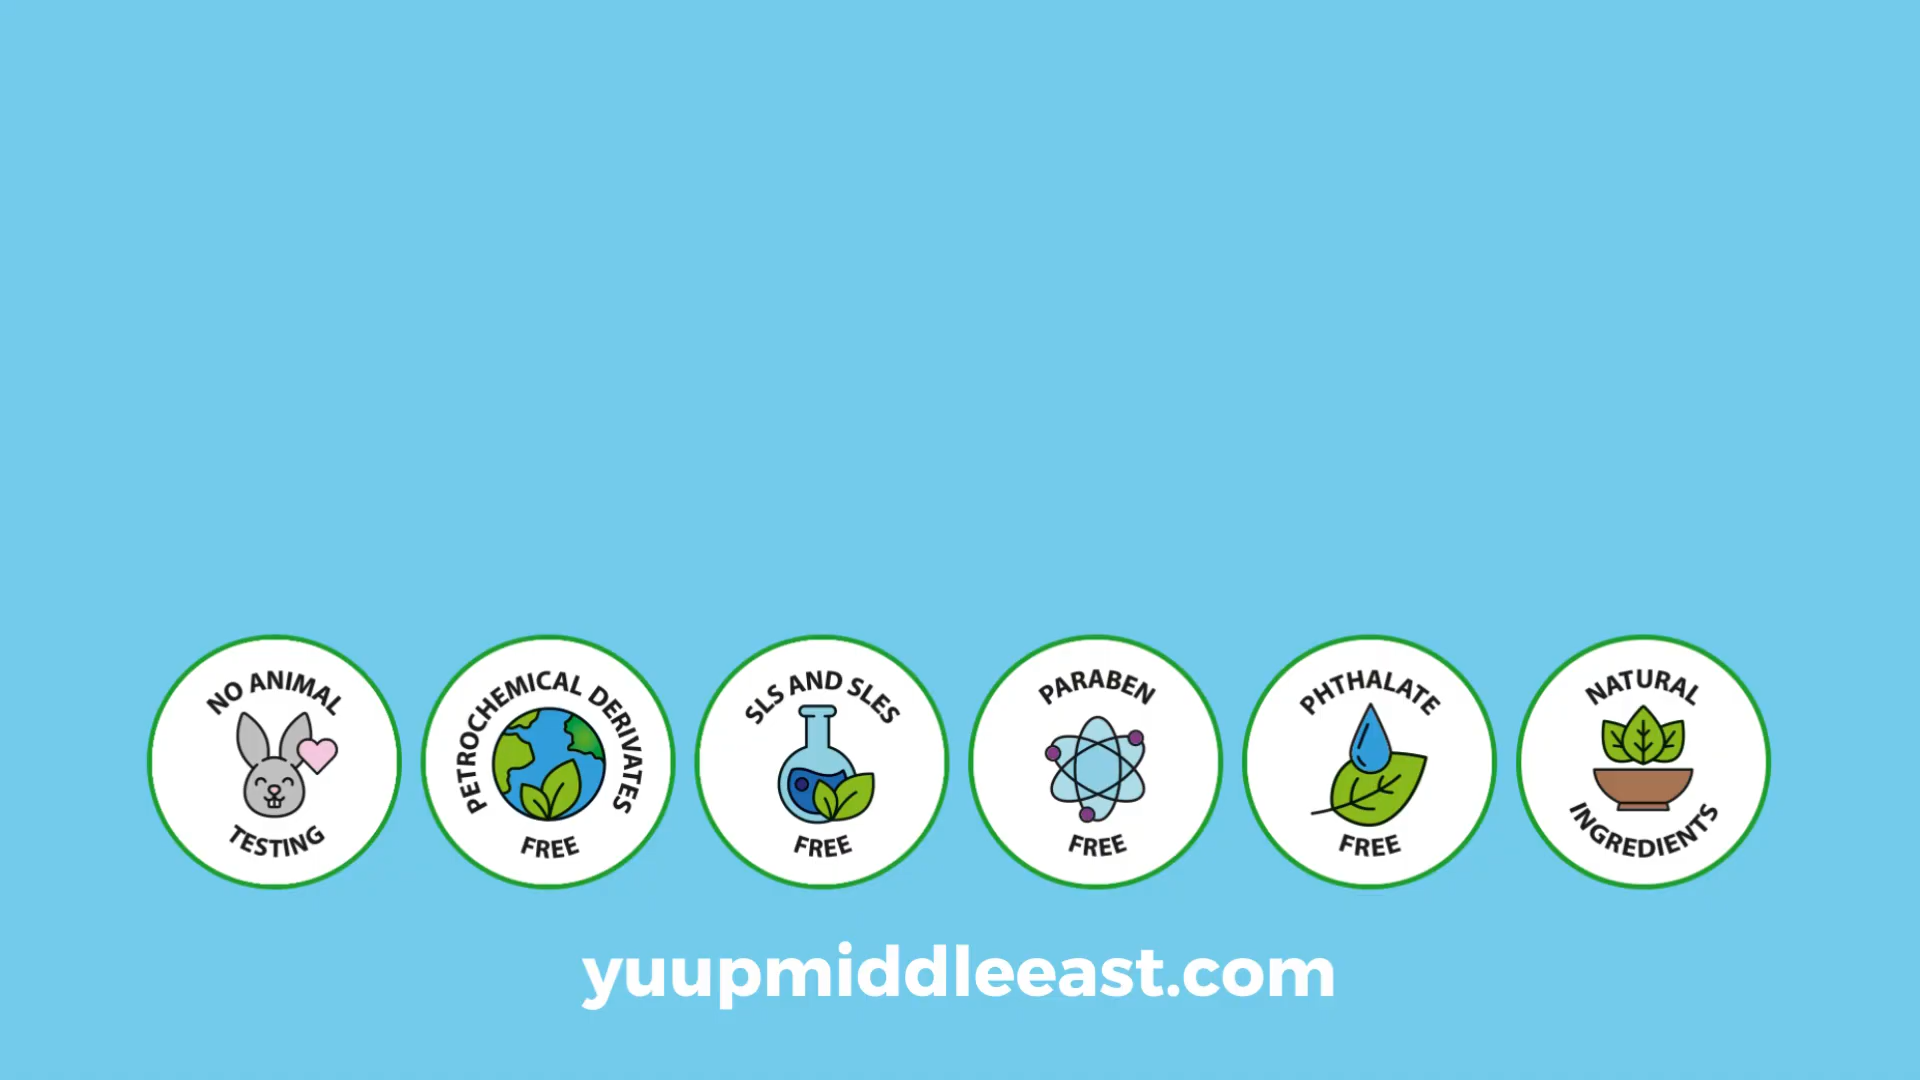 NO ANIMAL
TESTING
PETROCHEMICAL DERIVATES
FREE
SLS AND SLES
FREE
PARABEN
FREE
PHTHALATE
FREE
NATURAL
INGREDIENTS
yuupmiddleeast.com